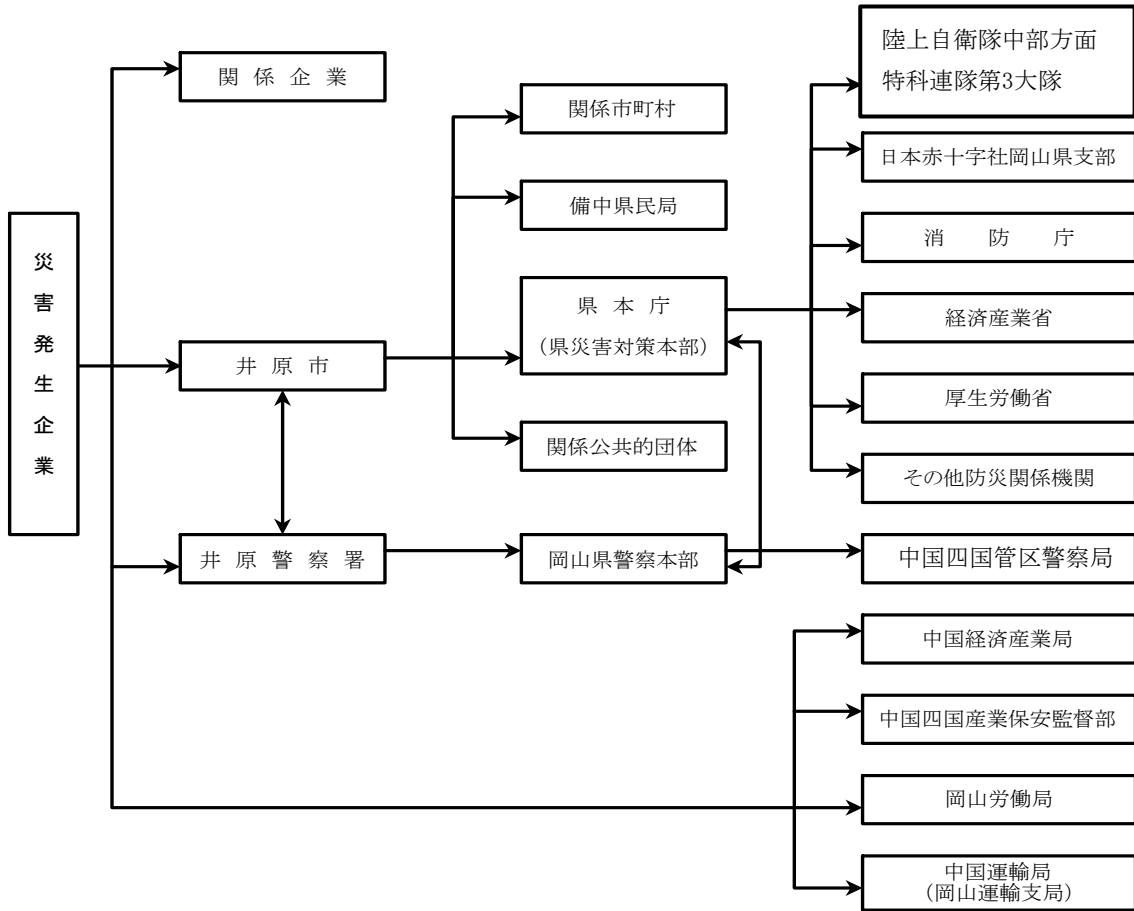 災害発生企業
関係企業
井原市
井原警察署
関係市町村
備中県民局
県本庁
（県災害対策本部）
関係公共的団体
岡山県警察本部
陸上自衛隊中部方面
特科連隊第3大隊
日本赤十字社岡山県支部
消防庁
経済産業省
厚生労働省
その他防災関係機関
中国四国管区警察局
中国経済産業局
中国四国産業保安監督部
岡山労働局
中国運輸局
（岡山運輸支局）